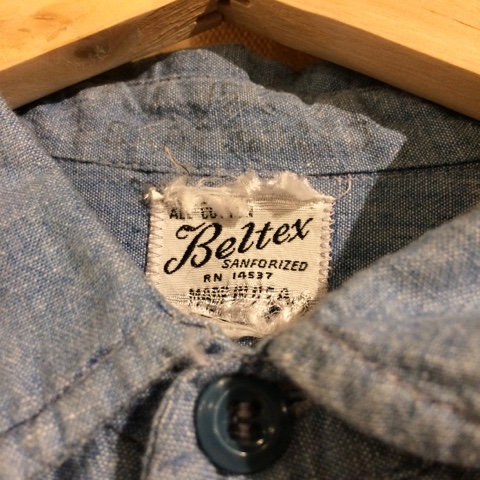 ALL COTTON
Beltex
SANFORIZED
RN 14537
MADE IN U.S.A